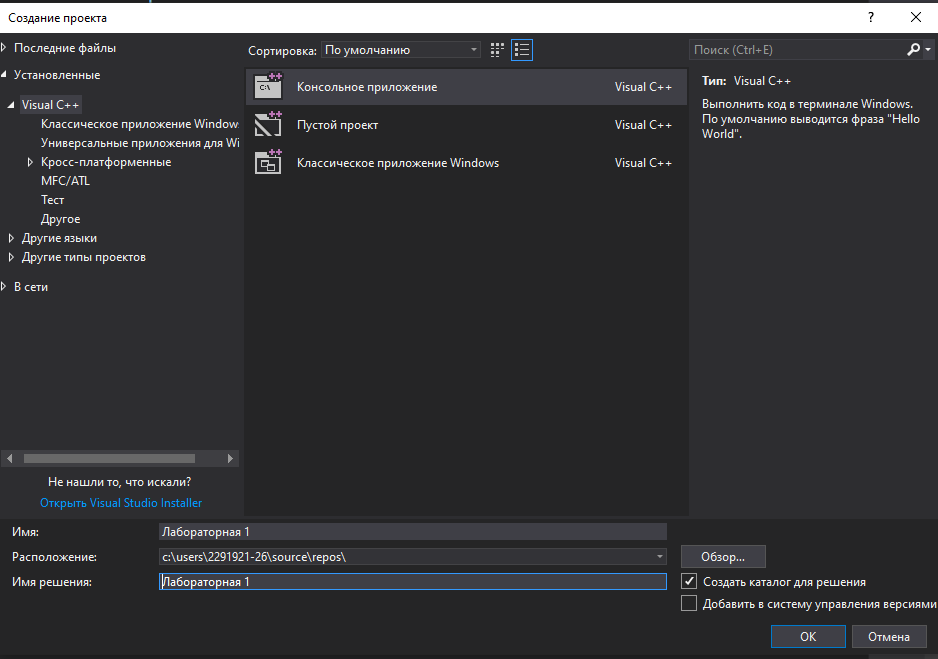 Создание проекта
?
Последние файлы
Установленные
Visual C++
Классическое приложение Window
Универсальные приложения для Wi
Кросс-платформенные
MFC/ATL
Тест
Другое
Другие языки
Другие типы проектов
В сети
Не нашли то, что искали?
Открыть Visual Studio Installer
Сортировка: По умолчанию
Консольное приложение Visual C++
Пустой проект Visual C++
Классическое приложение Windows Visual C++
Поиск (Ctrl+E)
Тип: Visual C++
Выполнить код в терминале Windows.
По умолчанию выводится фраза "Hello
World".
Имя: Лабораторная 1
Расположение: c:\users\2291921-26\source\repos\
Обзор...
Имя решения: Лабораторная 1
Создать каталог для решения
Добавить в систему управления версиями
OK
Отмена